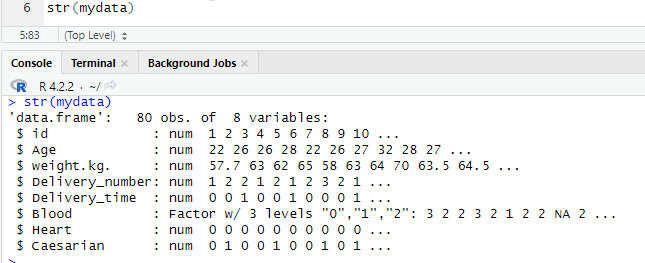 6 str(mydata)
5:83 (Top Level)
Console Terminal Background Jobs
R R 4.2.2 · ~/
> str(mydata)
'data.frame': 80 obs. of 8 variables:
$ id : num 1 2 3 4 5 6 7 8 9 10 ...
$ Age : num 22 26 26 28 22 26 27 32 28 27 ...
$ weight.kg. : num 57.7 63 62 65 58 63 64 70 63.5 64.5 ...
$ Delivery_number: num 1 2 2 1 2 1 2 3 2 1 ...
$ Delivery_time : num 0 0 1 0 0 1 0 0 0 1 ...
$ Blood : Factor w/ 3 levels "0","1","2": 3 2 2 3 2 1 2 2 NA 2 ...
$ Heart : num 0 0 0 0 0 0 0 0 0 0 ...
$ Caesarian : num 0 1 0 0 1 0 0 1 0 1 ...
>